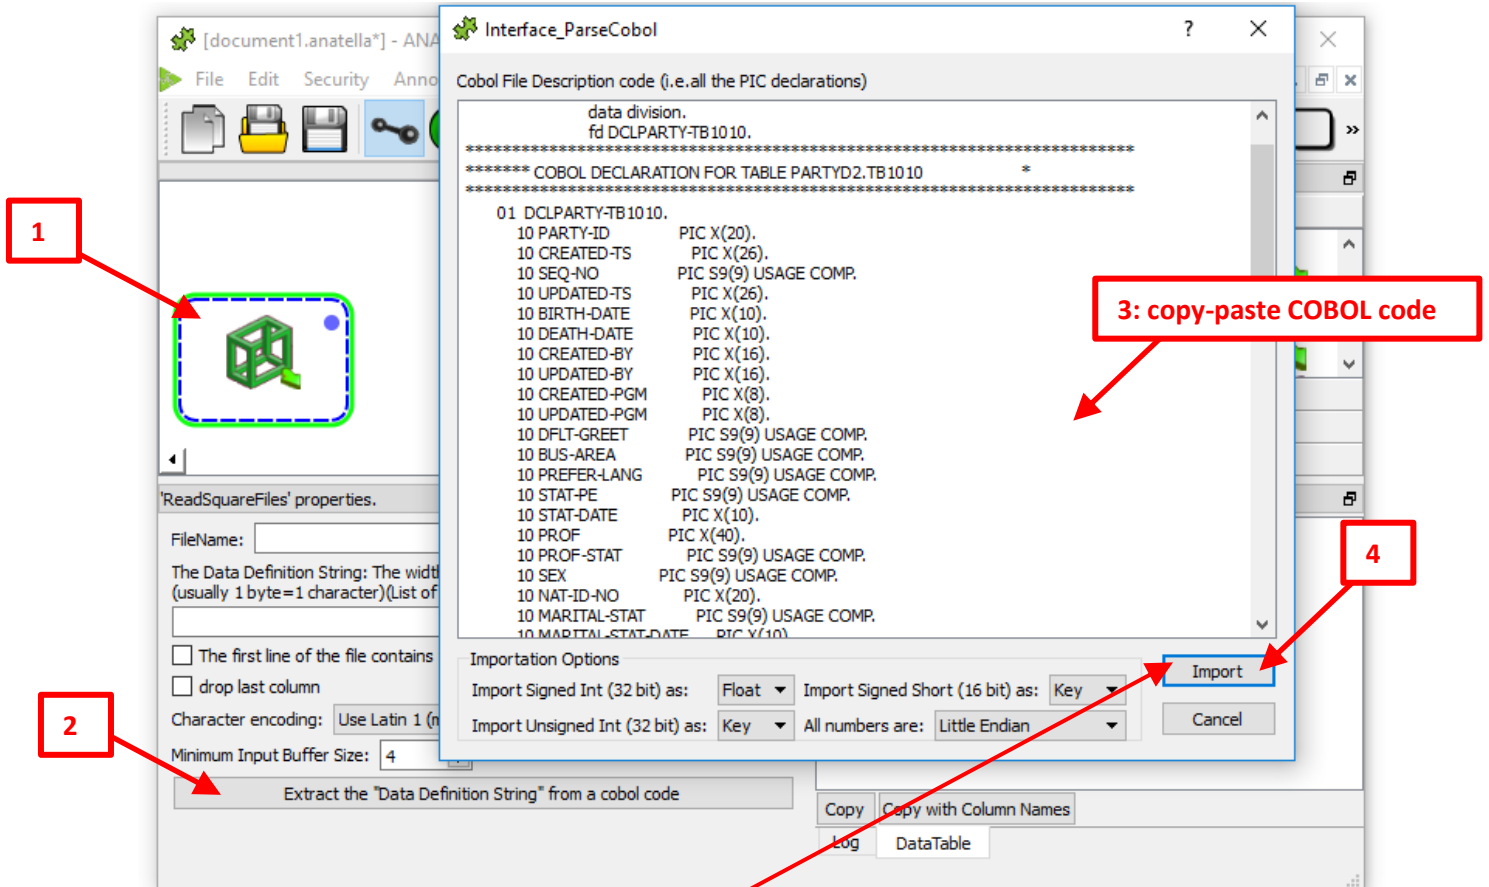 [document1.anatella*] - ANA
Interface_ParseCobol
?
File Edit Security Anno
Cobol File Description code (i.e.all the PIC declarations)
data division.
fd DCLPARTY-TB1010.
************************************************************************
******* COBOL DECLARATION FOR TABLE PARTYD2.TB1010 *
************************************************************************
01 DCLPARTY-TB1010.
10 PARTY-ID PIC X(20).
10 CREATED-TS PIC X(26).
10 SEQ-NO PIC S9(9) USAGE COMP.
10 UPDATED-TS PIC X(26).
10 BIRTH-DATE PIC X(10).
10 DEATH-DATE PIC X(10).
10 CREATED-BY PIC X(16).
10 UPDATED-BY PIC X(16).
10 CREATED-PGM PIC X(8).
10 UPDATED-PGM PIC X(8).
10 DFLT-GREET PIC S9(9) USAGE COMP.
10 BUS-AREA PIC S9(9) USAGE COMP.
10 PREFER-LANG PIC S9(9) USAGE COMP.
10 STAT-PE PIC S9(9) USAGE COMP.
10 STAT-DATE PIC X(10).
10 PROF PIC X(40).
10 PROF-STAT PIC S9(9) USAGE COMP.
10 SEX PIC S9(9) USAGE COMP.
10 NAT-ID-NO PIC X(20).
10 MARITAL-STAT PIC S9(9) USAGE COMP.
10 MARITAL-STAT-DATE PIC X(10)
1
3: copy-paste COBOL code
4
Importation Options
Import Signed Int (32 bit) as: Float
Import Signed Short (16 bit) as: Key
Import Unsigned Int (32 bit) as: Key
All numbers are: Little Endian
Import
Cancel
'ReadSquareFiles' properties.
FileName:
The Data Definition String: The widt
(usually 1 byte=1 character)(List of
The first line of the file contains
drop last column
Character encoding: Use Latin 1 (
Minimum Input Buffer Size: 4
2
Extract the "Data Definition String" from a cobol code
Copy
Copy with Column Names
Log
DataTable
»